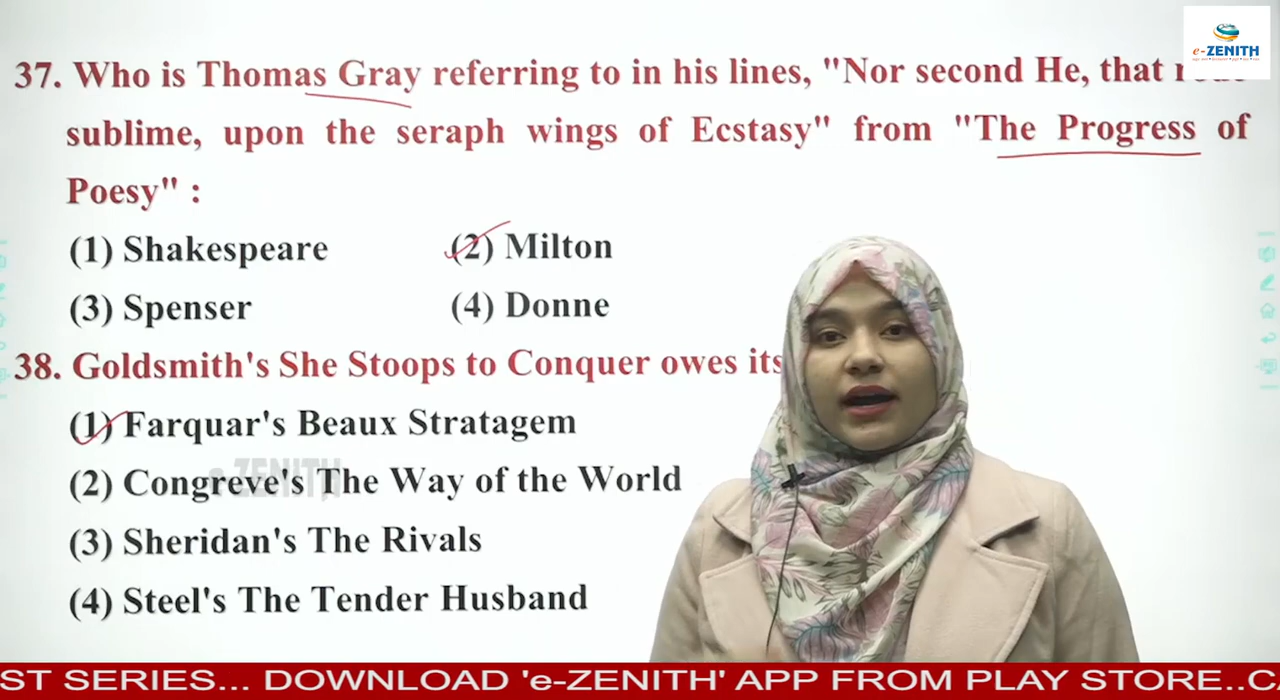 e-ZENITH
37. Who is Thomas Gray referring to in his lines, "Nor second He, that
sublime, upon the seraph wings of Ecstasy" from "The Progress of
Poesy" :
(1) Shakespeare (2) Milton
(3) Spenser (4) Donne
38. Goldsmith's She Stoops to Conquer owes its
(1) Farquar's Beaux Stratagem
e-ZENITH
(2) Congreve's The Way of the World
(3) Sheridan's The Rivals
(4) Steel's The Tender Husband
ST SERIES... DOWNLOAD 'e-ZENITH' APP FROM PLAY STORE..C